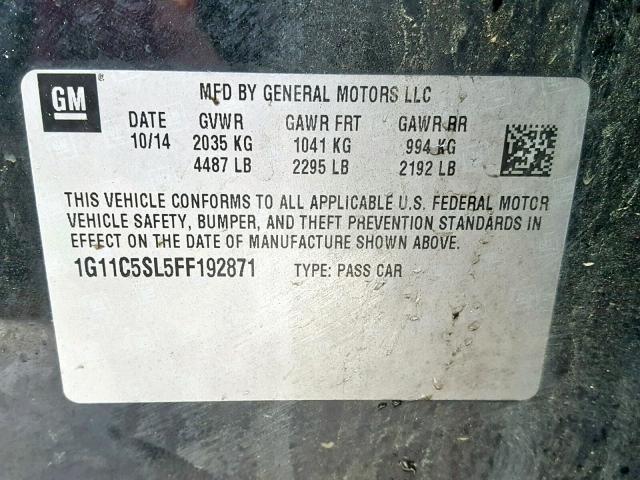 GM
MFD BY GENERAL MOTORS LLC
DATE GVWR GAWR FRT GAWR RR
10/14 2035 KG 1041 KG 994 KG
4487 LB 2295 LB 2192 LB
THIS VEHICLE CONFORMS TO ALL APPLICABLE U.S. FEDERAL MOTOR
VEHICLE SAFETY, BUMPER, AND THEFT PREVENTION STANDARDS IN
EFFECT ON THE DATE OF MANUFACTURE SHOWN ABOVE.
1G11C5SL5FF192871 TYPE: PASS CAR